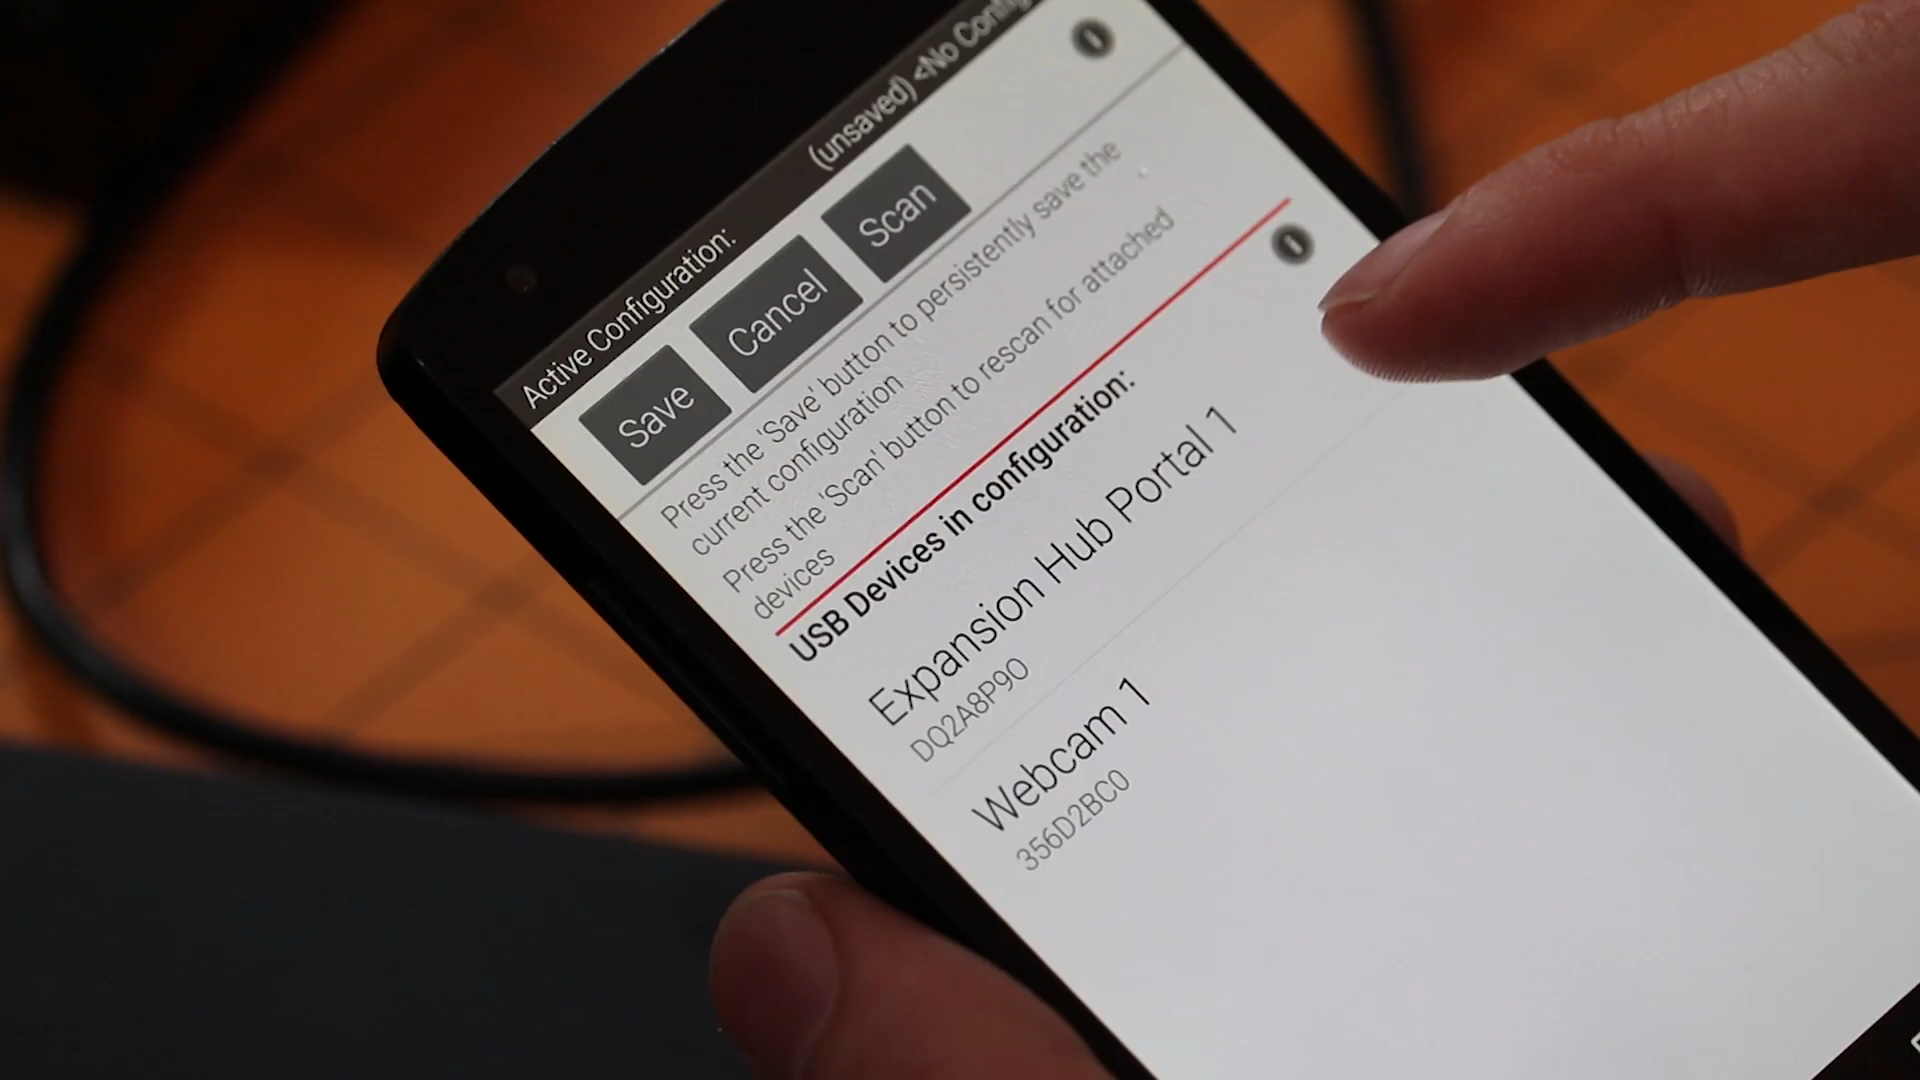 Active Configuration:
(unsaved) <No Config
Save
Cancel
Scan
Press the 'Save' button to persistently save the
current configuration
Press the 'Scan' button to rescan for attached
devices
USB Devices in configuration:
Expansion Hub Portal 1
DQ2A8P9O
Webcam 1
356D2BC0